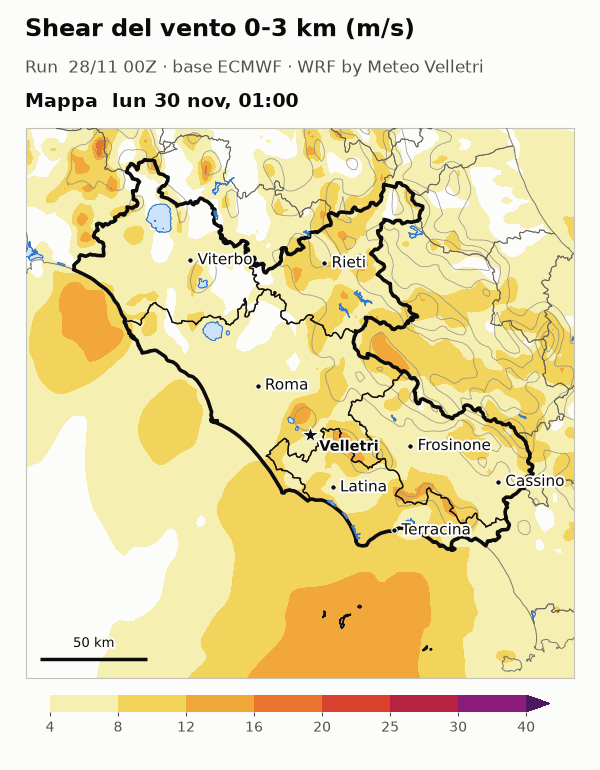 Shear del vento 0-3 km (m/s)
Run  28/11 00Z · base ECMWF · WRF by Meteo Velletri
Mappa  lun 30 nov, 01:00
Viterbo
Rieti
Roma
Velletri
Frosinone
Latina
Cassino
Terracina
50 km
4 8 12 16 20 25 30 40